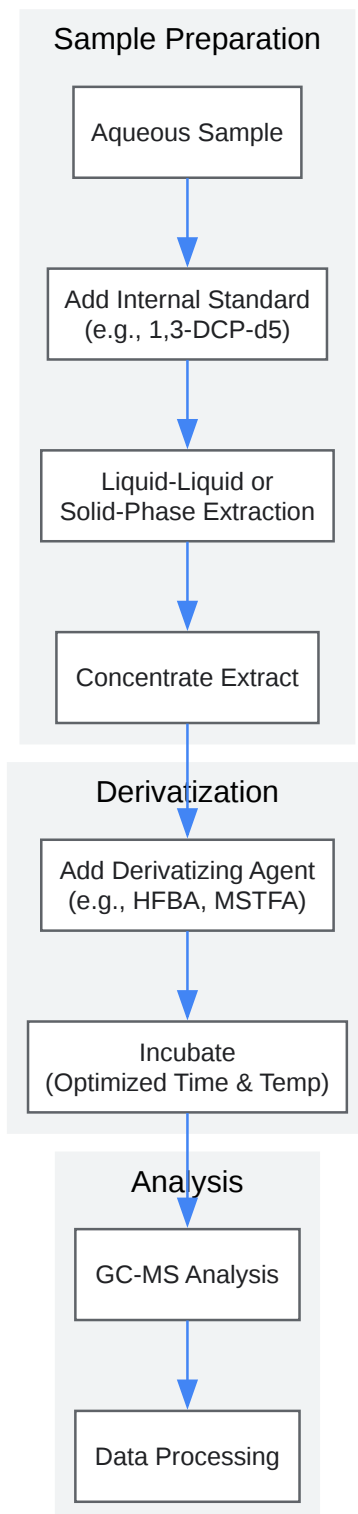 Sample Preparation
Aqueous Sample
Add Internal Standard
(e.g., 1,3-DCP-d5)
Liquid-Liquid or
Solid-Phase Extraction
Concentrate Extract
Derivatization
Add Derivatizing Agent
(e.g., HFBA, MSTFA)
Incubate
(Optimized Time & Temp)
Analysis
GC-MS Analysis
Data Processing